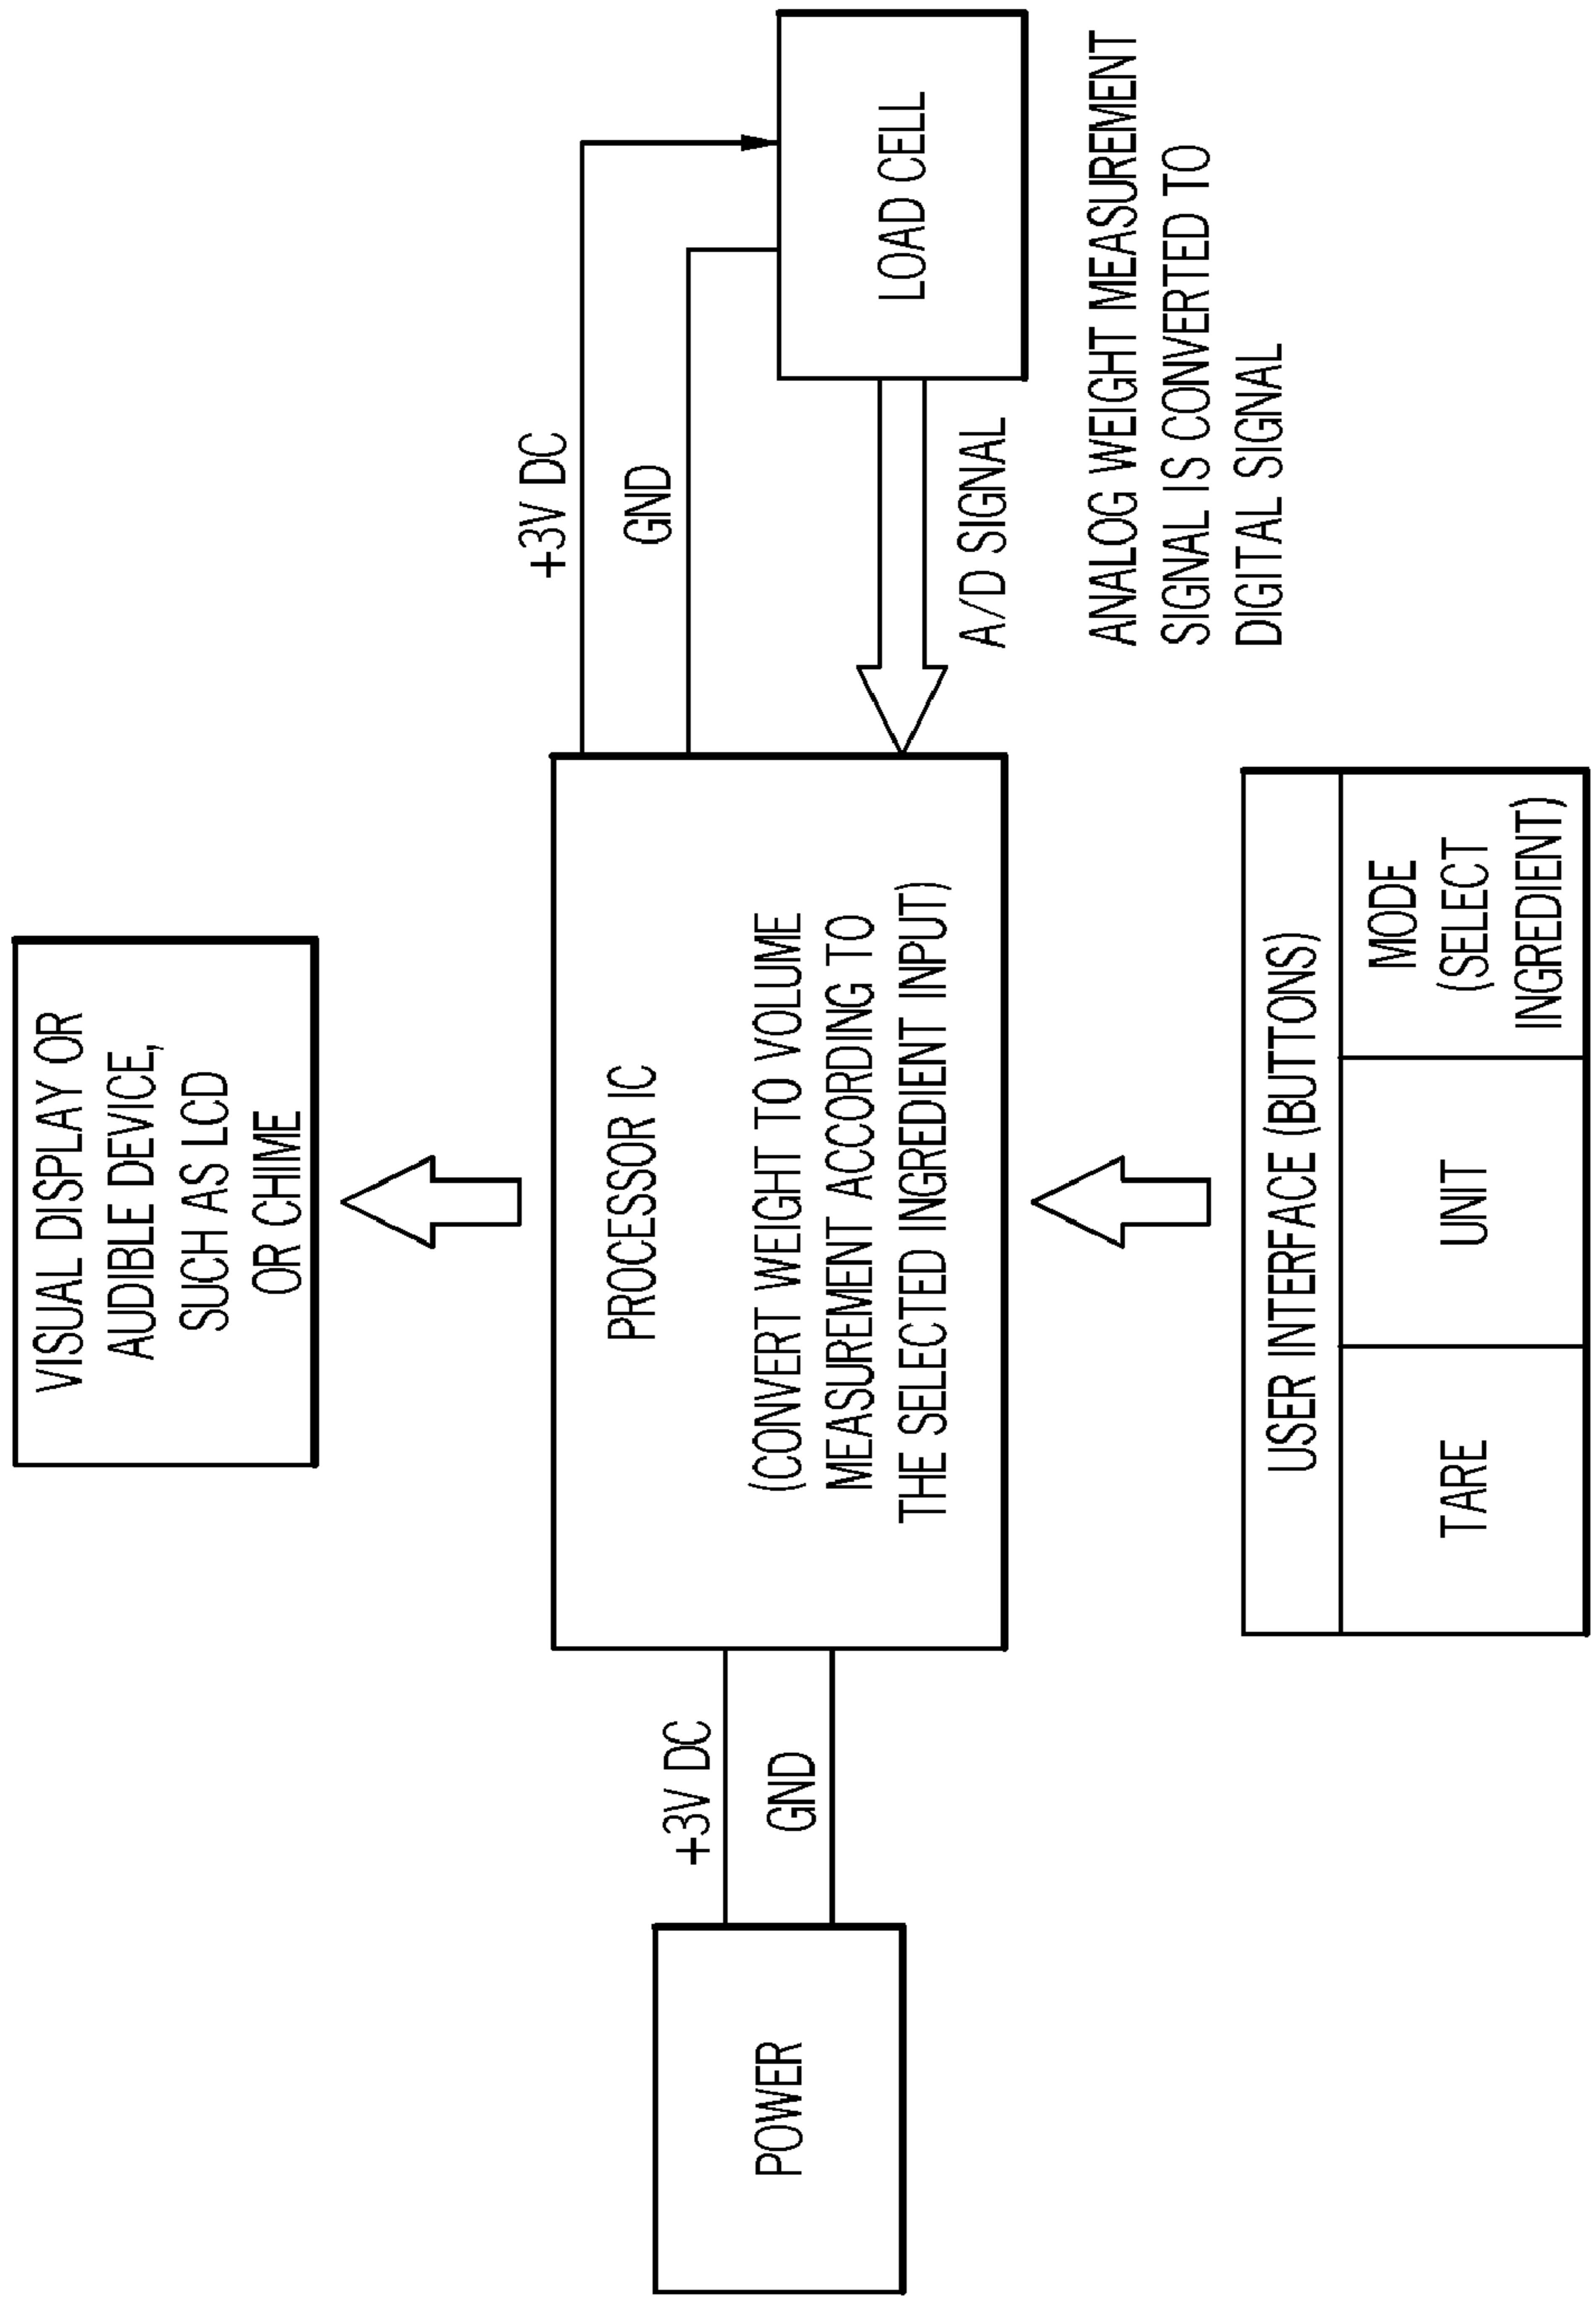 VISUAL DISPLAY OR
AUDIBLE DEVICE,
SUCH AS LCD
OR CHIME
POWER
+3V DC
GND
PROCESSOR IC
(CONVERT WEIGHT TO VOLUME
MEASUREMENT ACCORDING TO
THE SELECTED INGREDIENT INPUT)
+3V DC
GND
LOAD CELL
A/D SIGNAL
ANALOG WEIGHT MEASUREMENT
SIGNAL IS CONVERTED TO
DIGITAL SIGNAL
USER INTERFACE (BUTTONS)
TARE
UNIT
MODE
(SELECT
INGREDIENT)